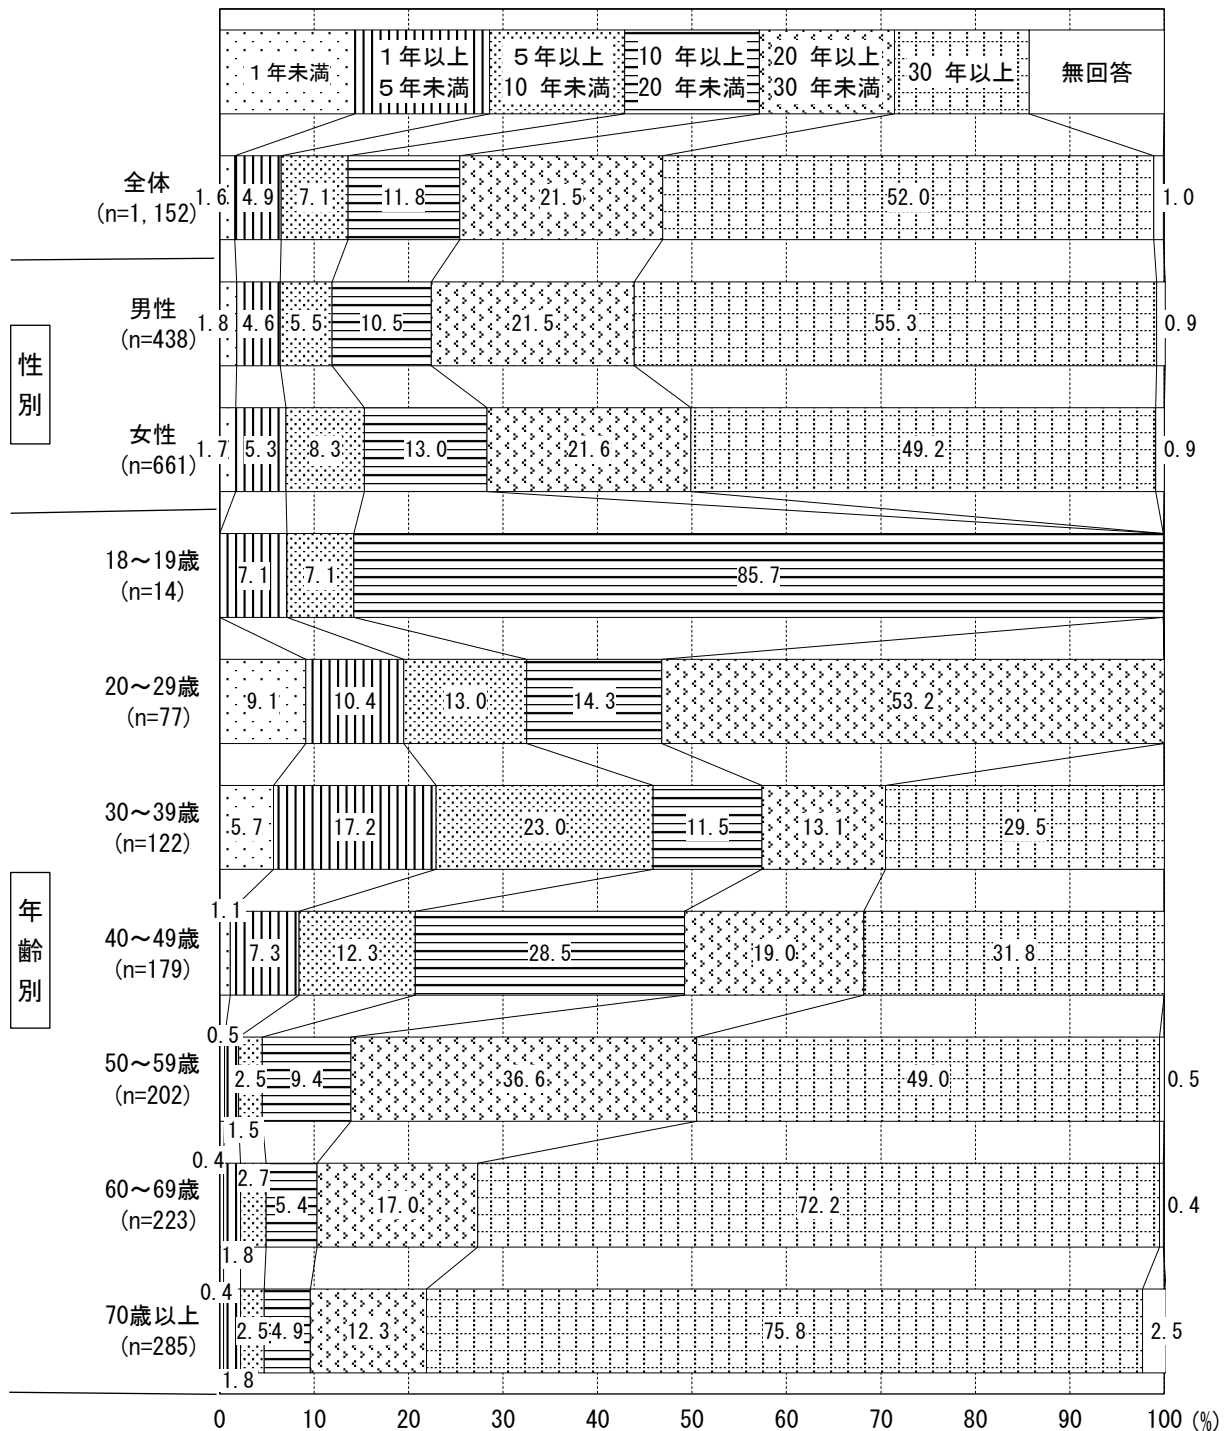 １年未満
１年以上
５年未満
５年以上
10 年未満
10 年以上
20 年未満
20 年以上
30 年未満
30 年以上
無回答
全体
(n=1,152)
1.6 4.9 7.1 11.8 21.5 52.0 1.0
性別
男性
(n=438)
1.8 4.6 5.5 10.5 21.5 55.3 0.9
女性
(n=661)
1.7 5.3 8.3 13.0 21.6 49.2 0.9
年齢別
18～19歳
(n=14)
7.1 7.1 85.7
20～29歳
(n=77)
9.1 10.4 13.0 14.3 53.2
30～39歳
(n=122)
5.7 17.2 23.0 11.5 13.1 29.5
40～49歳
(n=179)
1.1 7.3 12.3 28.5 19.0 31.8
50～59歳
(n=202)
0.5 1.5 2.5 9.4 36.6 49.0 0.5
60～69歳
(n=223)
0.4 1.8 2.7 5.4 17.0 72.2 0.4
70歳以上
(n=285)
0.4 1.8 2.5 4.9 12.3 75.8 2.5
0 10 20 30 40 50 60 70 80 90 100 (%)